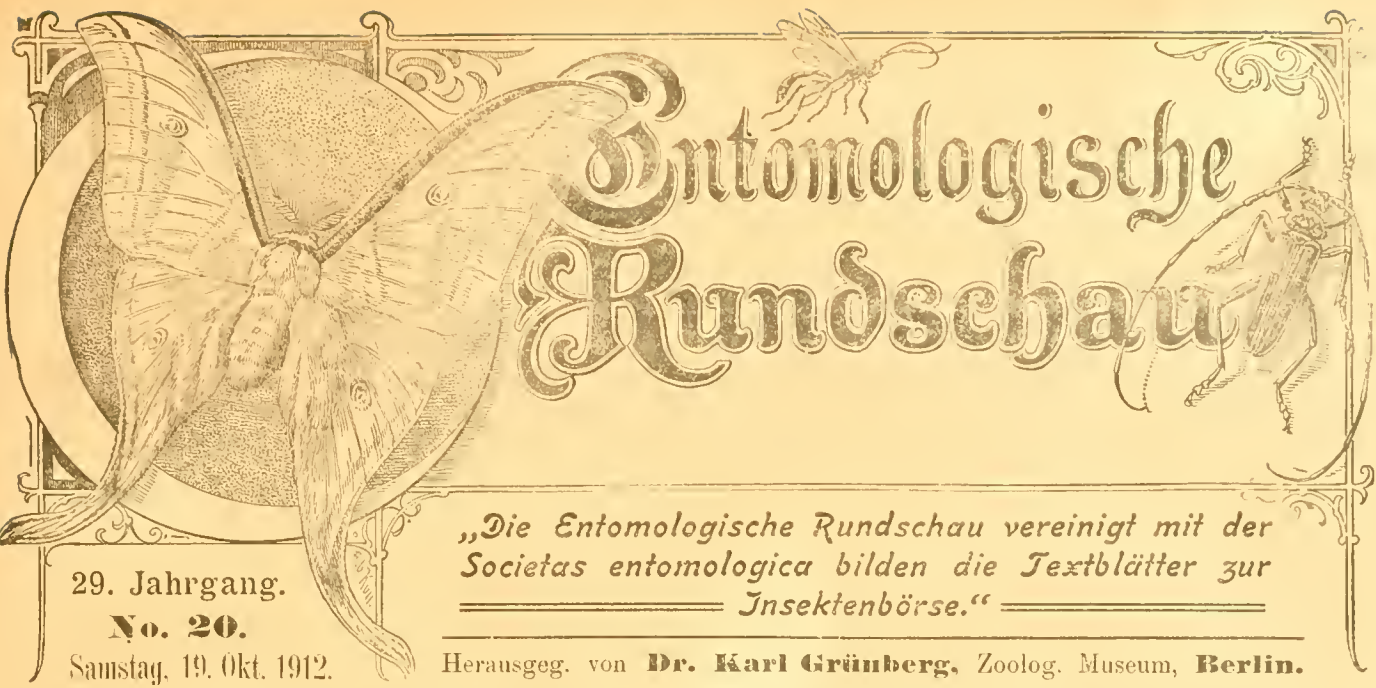 Entomologische
Rundschau
„Die Entomologische Rundschau vereinigt mit der
Societas entomologica bilden die Textblätter zur
Insektenbörse.“
29. Jahrgang.
No. 20.
Samstag, 19. Okt. 1912.
Herausgeg. von Dr. Karl Grünberg, Zoolog. Museum, Berlin.